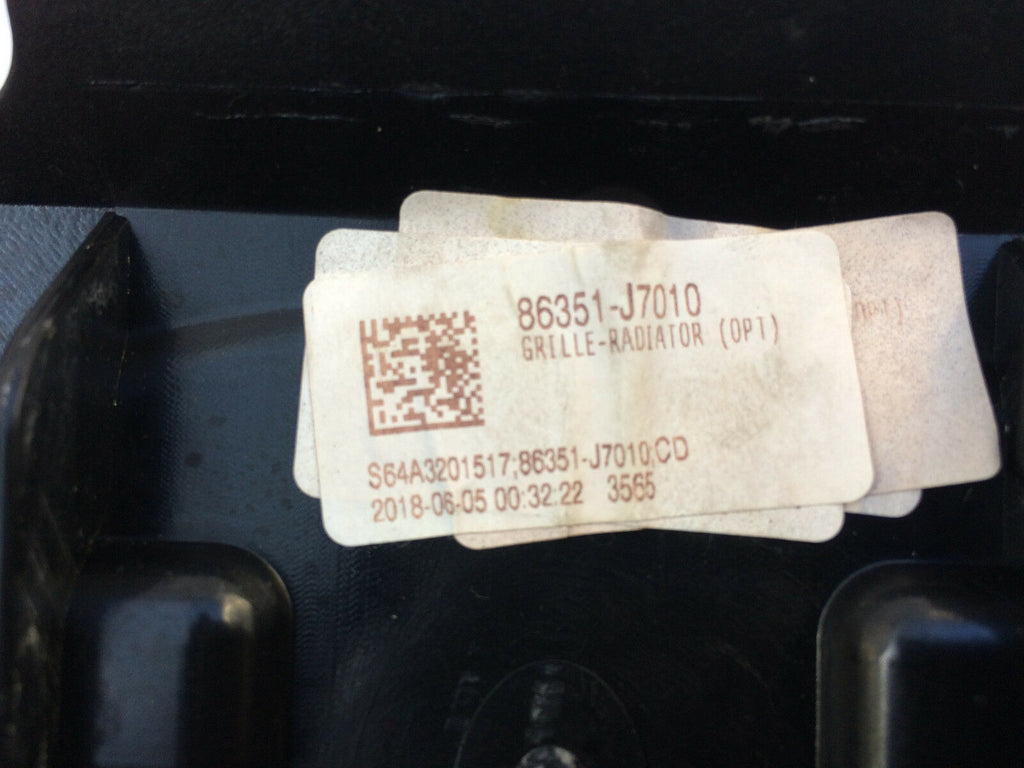 86351-J7010
GRILLE-RADIATOR (OPT)
S64A3201517;86351-J7010;CD
2018-06-05 00:32:22 3565